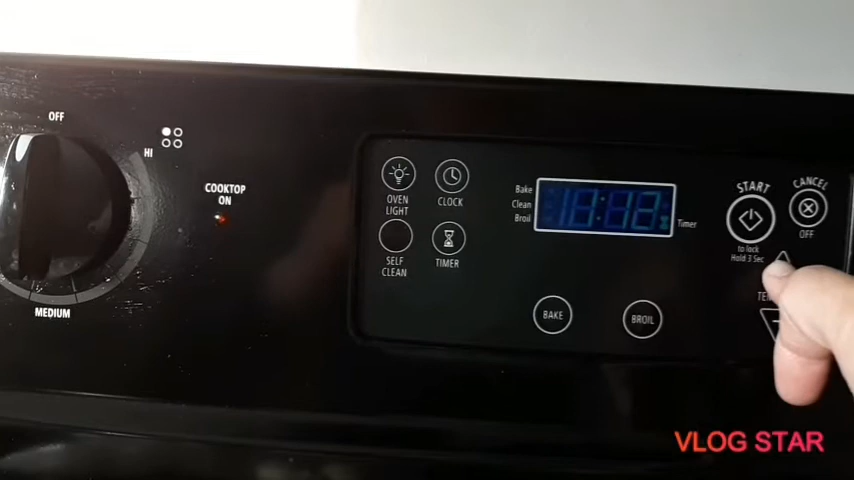 OFF
HI
MEDIUM
COOKTOP
ON
OVEN
LIGHT
CLOCK
SELF
CLEAN
TIMER
Bake
Clean
Broil
Timer
BAKE
BROIL
START
to lock
Hold 3 Sec
CANCEL
OFF
VLOG STAR